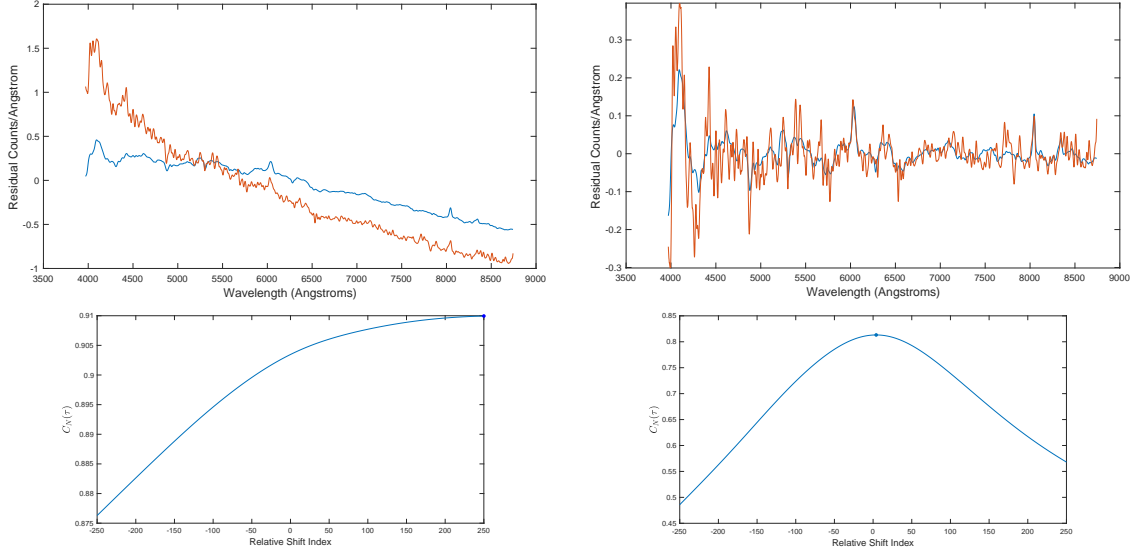 2
1.5
1
0.5
0
-0.5
-1
Residual Counts/Angstrom
3500 4000 4500 5000 5500 6000 6500 7000 7500 8000 8500 9000
Wavelength (Angstroms)
0.3
0.2
0.1
0
-0.1
-0.2
-0.3
Residual Counts/Angstrom
3500 4000 4500 5000 5500 6000 6500 7000 7500 8000 8500 9000
Wavelength (Angstroms)
0.91
0.905
0.9
0.895
0.89
0.885
0.88
0.875
C_N(τ)
-250 -200 -150 -100 -50 0 50 100 150 200 250
Relative Shift Index
0.85
0.8
0.75
0.7
0.65
0.6
0.55
0.5
0.45
C_N(τ)
-250 -200 -150 -100 -50 0 50 100 150 200 250
Relative Shift Index